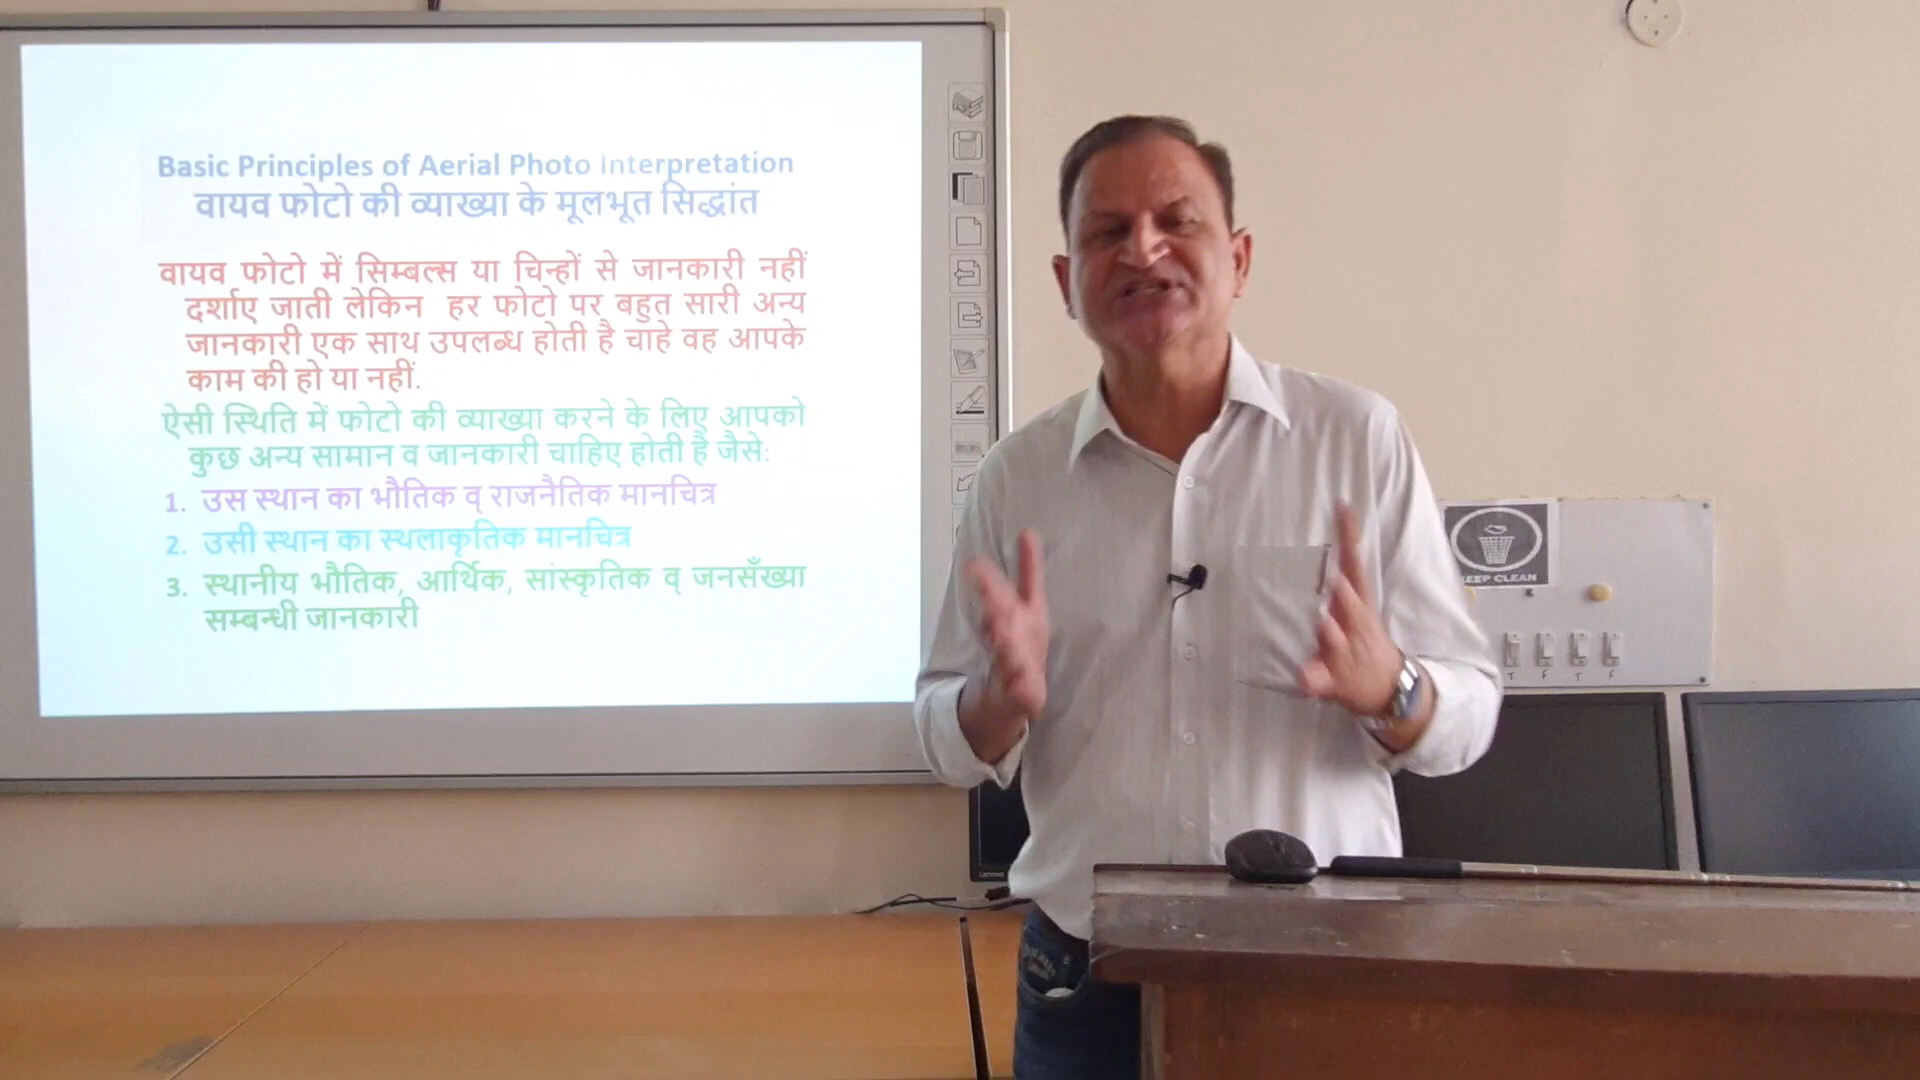 Basic Principles of Aerial Photo Interpretation
वायव फोटो की व्याख्या के मूलभूत सिद्धांत
वायव फोटो में सिम्बल्स या चिन्हों से जानकारी नहीं
दर्शाए जाती लेकिन हर फोटो पर बहुत सारी अन्य
जानकारी एक साथ उपलब्ध होती है चाहे वह आपके
काम की हो या नहीं.
ऐसी स्थिति में फोटो की व्याख्या करने के लिए आपको
कुछ अन्य सामान व जानकारी चाहिए होती है जैसे:
1. उस स्थान का भौतिक व् राजनैतिक मानचित्र
2. उसी स्थान का स्थलाकृतिक मानचित्र
3. स्थानीय भौतिक, आर्थिक, सांस्कृतिक व् जनसँख्या
सम्बन्धी जानकारी
KEEP CLEAN
T F T F
Lenovo